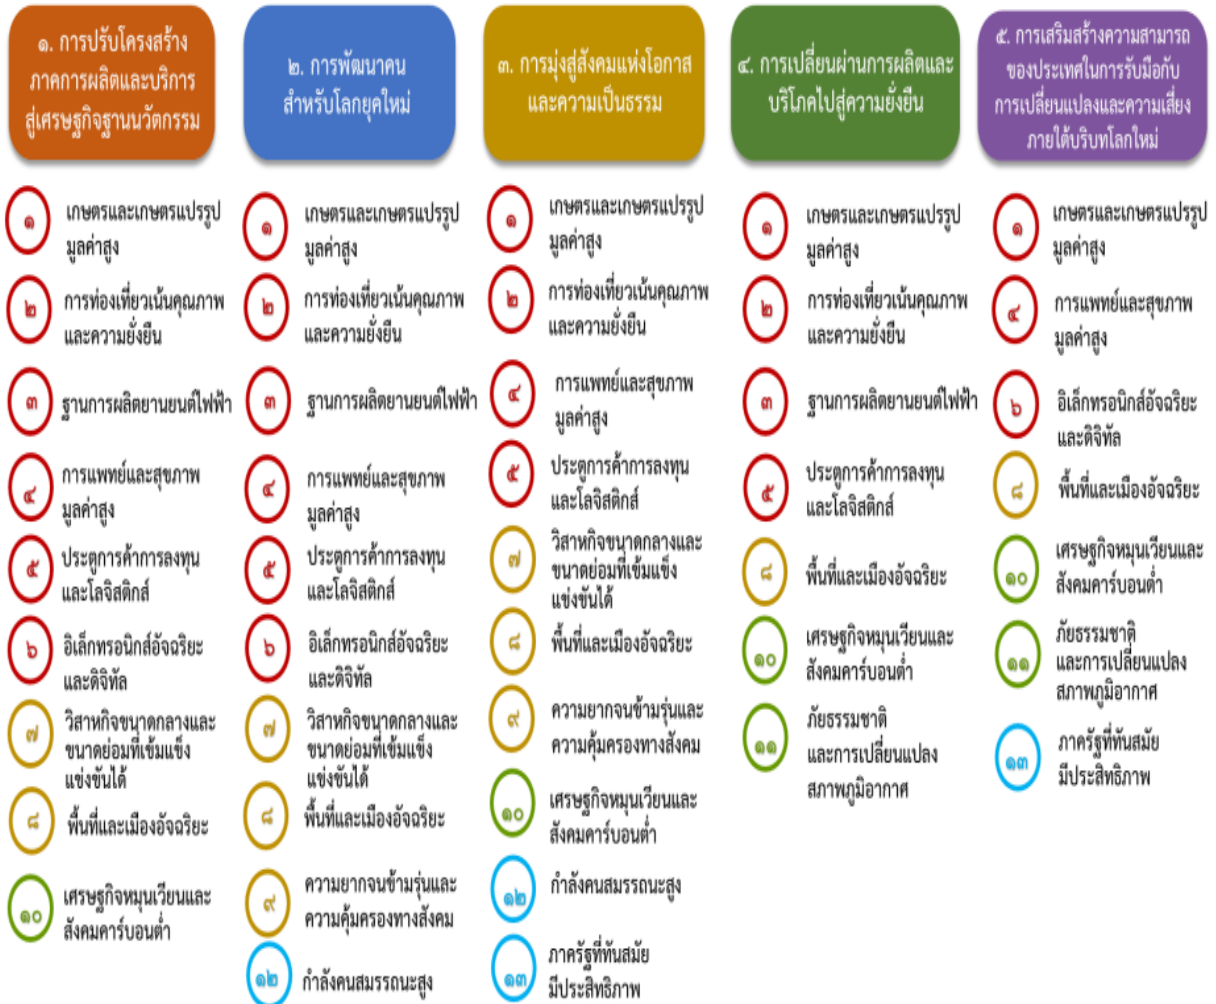 ๑. การปรับโครงสร้าง
ภาคการผลิตและบริการ
สู่เศรษฐกิจฐานนวัตกรรม
๑
เกษตรและเกษตรแปรรูป
มูลค่าสูง
๒
การท่องเที่ยวเน้นคุณภาพ
และความยั่งยืน
๓
ฐานการผลิตยานยนต์ไฟฟ้า
๔
การแพทย์และสุขภาพ
มูลค่าสูง
๕
ประตูการค้าการลงทุน
และโลจิสติกส์
๖
อิเล็กทรอนิกส์อัจฉริยะ
และดิจิทัล
๗
วิสาหกิจขนาดกลางและ
ขนาดย่อมที่เข้มแข็ง
แข่งขันได้
๘
พื้นที่และเมืองอัจฉริยะ
๑๐
เศรษฐกิจหมุนเวียนและ
สังคมคาร์บอนต่ำ
๒. การพัฒนาคน
สำหรับโลกยุคใหม่
๑
เกษตรและเกษตรแปรรูป
มูลค่าสูง
๒
การท่องเที่ยวเน้นคุณภาพ
และความยั่งยืน
๓
ฐานการผลิตยานยนต์ไฟฟ้า
๔
การแพทย์และสุขภาพ
มูลค่าสูง
๕
ประตูการค้าการลงทุน
และโลจิสติกส์
๖
อิเล็กทรอนิกส์อัจฉริยะ
และดิจิทัล
๗
วิสาหกิจขนาดกลางและ
ขนาดย่อมที่เข้มแข็ง
แข่งขันได้
๘
พื้นที่และเมืองอัจฉริยะ
๙
ความยากจนข้ามรุ่นและ
ความคุ้มครองทางสังคม
๑๒
กำลังคนสมรรถนะสูง
๓. การมุ่งสู่สังคมแห่งโอกาส
และความเป็นธรรม
๑
เกษตรและเกษตรแปรรูป
มูลค่าสูง
๒
การท่องเที่ยวเน้นคุณภาพ
และความยั่งยืน
๔
การแพทย์และสุขภาพ
มูลค่าสูง
๕
ประตูการค้าการลงทุน
และโลจิสติกส์
๗
วิสาหกิจขนาดกลางและ
ขนาดย่อมที่เข้มแข็ง
แข่งขันได้
๘
พื้นที่และเมืองอัจฉริยะ
๙
ความยากจนข้ามรุ่นและ
ความคุ้มครองทางสังคม
๑๐
เศรษฐกิจหมุนเวียนและ
สังคมคาร์บอนต่ำ
๑๒
กำลังคนสมรรถนะสูง
๑๓
ภาครัฐที่ทันสมัย
มีประสิทธิภาพ
๔. การเปลี่ยนผ่านการผลิตและ
บริโภคไปสู่ความยั่งยืน
๑
เกษตรและเกษตรแปรรูป
มูลค่าสูง
๒
การท่องเที่ยวเน้นคุณภาพ
และความยั่งยืน
๓
ฐานการผลิตยานยนต์ไฟฟ้า
๕
ประตูการค้าการลงทุน
และโลจิสติกส์
๘
พื้นที่และเมืองอัจฉริยะ
๑๐
เศรษฐกิจหมุนเวียนและ
สังคมคาร์บอนต่ำ
๑๑
ภัยธรรมชาติ
และการเปลี่ยนแปลง
สภาพภูมิอากาศ
๕. การเสริมสร้างความสามารถ
ของประเทศในการรับมือกับ
การเปลี่ยนแปลงและความเสี่ยง
ภายใต้บริบทโลกใหม่
๑
เกษตรและเกษตรแปรรูป
มูลค่าสูง
๔
การแพทย์และสุขภาพ
มูลค่าสูง
๖
อิเล็กทรอนิกส์อัจฉริยะ
และดิจิทัล
๘
พื้นที่และเมืองอัจฉริยะ
๑๐
เศรษฐกิจหมุนเวียนและ
สังคมคาร์บอนต่ำ
๑๑
ภัยธรรมชาติ
และการเปลี่ยนแปลง
สภาพภูมิอากาศ
๑๓
ภาครัฐที่ทันสมัย
มีประสิทธิภาพ